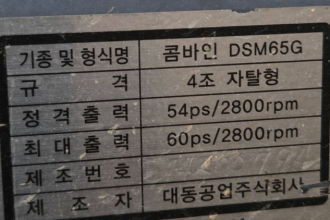 기종 및 형식명 콤바인 DSM65G
규 격 4조 자탈형
정 격 출 력 54ps/2800rpm
최 대 출 력 60ps/2800rpm
제 조 번 호
제 조 자 대동공업주식회사